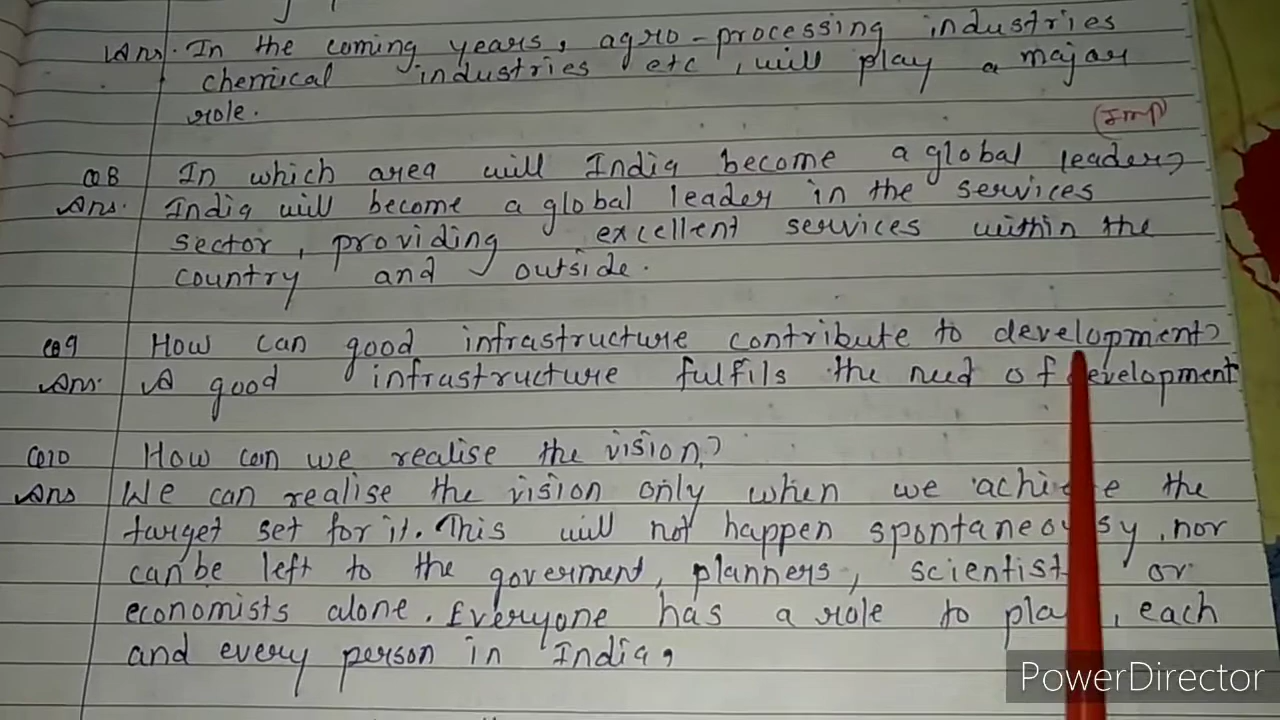 Ans. In the coming years, agro-processing industries
chemical industries etc, will play a major
role.
(Imp)
Q8 In which area will India become a global leader?
Ans. India will become a global leader in the services
sector, providing excellent services within the
country and outside.
Q9 How can good infrastructure contribute to development?
Ans. A good infrastructure fulfils the need of development
Q10 How can we realise the vision?
Ans We can realise the vision only when we the
target set for it. This will not happen nor
can be left to the goverment, planners, scientist or
economists alone. Everyone has a role to , each
and every person in India,
PowerDirector